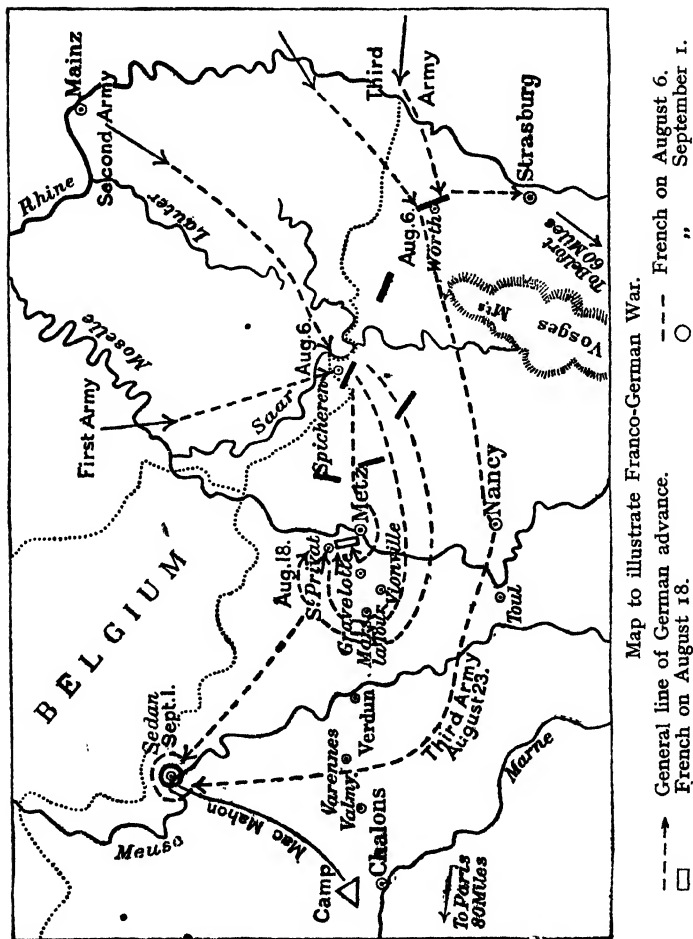 Mainz
Second Army
Rhine
Lauter
Moselle
First Army
Saar
Aug.6.
Spicheren
Third
Army
Aug.6.
Wörth
Strasburg
To Belfort
60 Miles
Vosges
Mts
BELGIUM
Metz
Aug.18.
St Privat
Gravelotte
Mars
latour
Vionville
Nancy
Toul
Sedan
Sept.1.
Verdun
Third Army
August 23.
Varennes
Valmy
Meuse
Mac Mahon
Marne
Camp
Chalons
To Paris
80 Miles
Map to illustrate Franco-German War.
General line of German advance.
French on August 18.
French on August 6.
„ September 1.